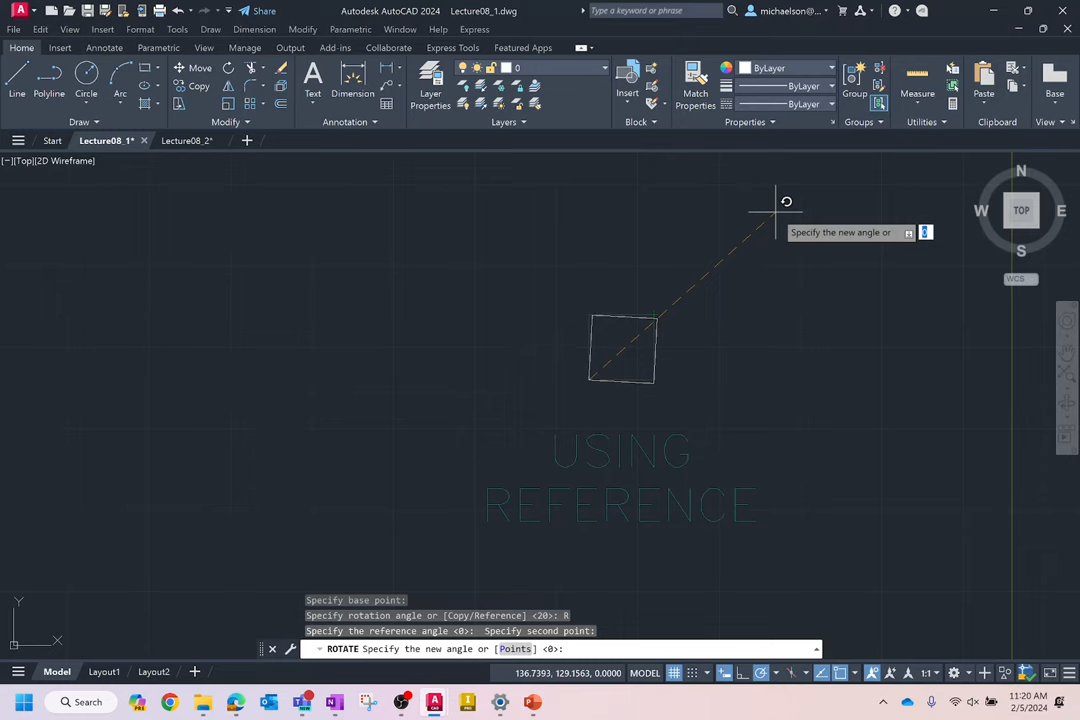 Share
Autodesk AutoCAD 2024 Lecture08_1.dwg
Type a keyword or phrase
michaelson@...
File Edit View Insert Format Tools Draw Dimension Modify Parametric Window Help Express
Home Insert Annotate Parametric View Manage Output Add-ins Collaborate Express Tools Featured Apps
Line Polyline Circle Arc
Move
Copy
Text Dimension
Layer
Properties
0
Insert
Match
Properties
ByLayer
ByLayer
ByLayer
Group
Measure
Paste
Base
Draw Modify Annotation Layers Block Properties Groups Utilities Clipboard View
Start Lecture08_1* Lecture08_2*
[−][Top][2D Wireframe]
N
W TOP E
S
WCS
Specify the new angle or 0
USING
REFERENCE
Y
X
Specify base point:
Specify rotation angle or [Copy/Reference] <20>: R
Specify the reference angle <0>: Specify second point:
ROTATE Specify the new angle or [Points] <0>:
Model Layout1 Layout2
136.7393, 129.1563, 0.0000 MODEL 1:1
Search
11:20 AM
2/5/2024